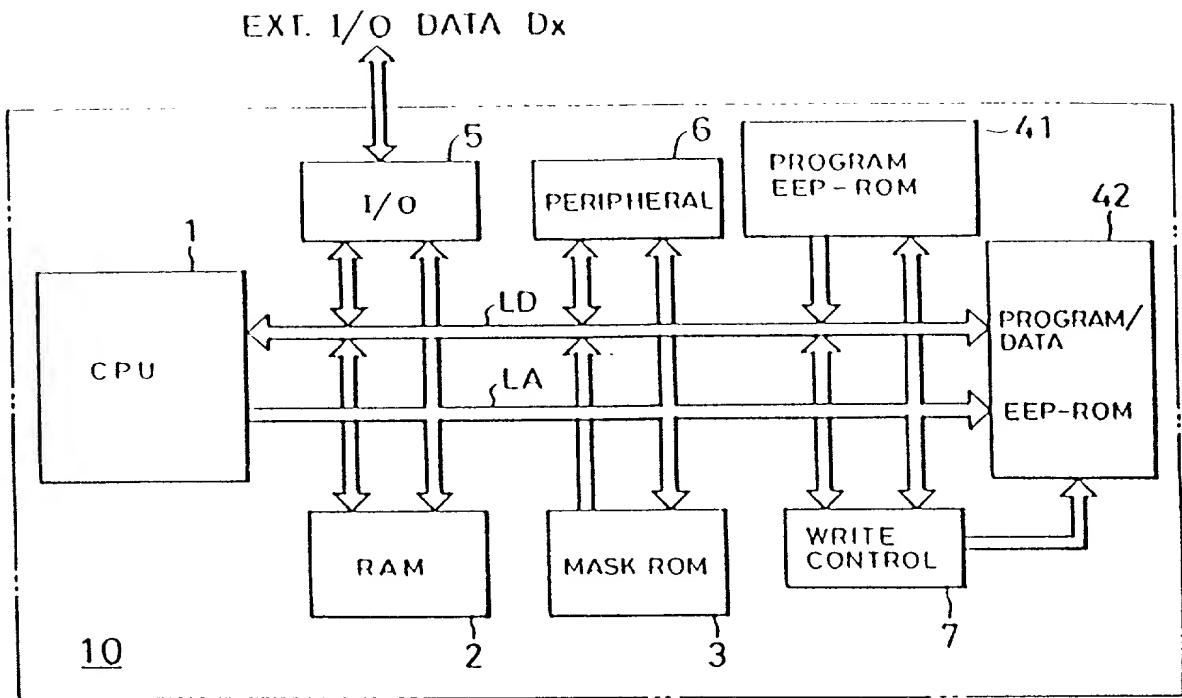 EXT. I/O DATA Dx
5
I/O
6
PERIPHERAL
41
PROGRAM
EEP-ROM
42
1
CPU
LD
LA
PROGRAM/
DATA
EEP-ROM
RAM
2
MASK ROM
3
WRITE
CONTROL
7
10